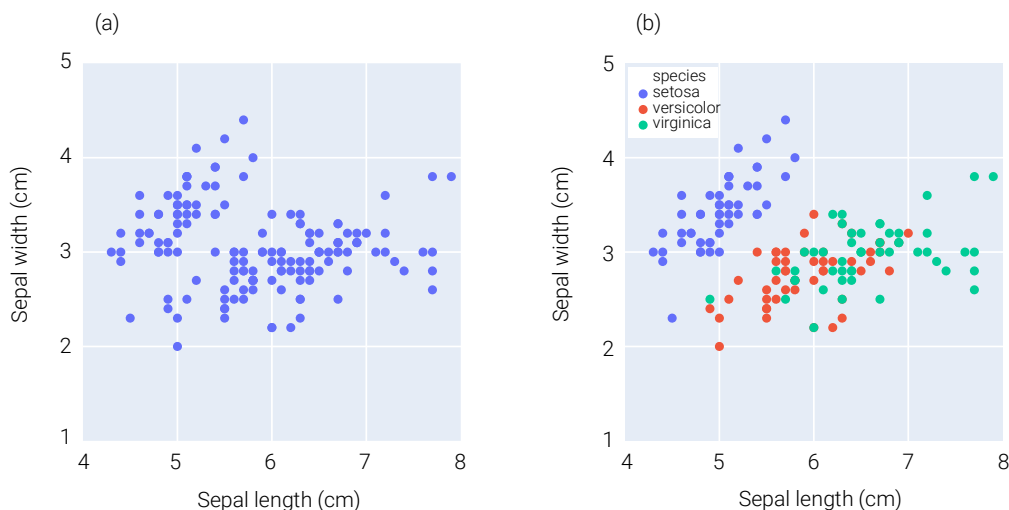 (a)
5
4
3
2
1
4 5 6 7 8
Sepal width (cm)
Sepal length (cm)
(b)
5
4
3
2
1
4 5 6 7 8
Sepal width (cm)
Sepal length (cm)
species
setosa
versicolor
virginica